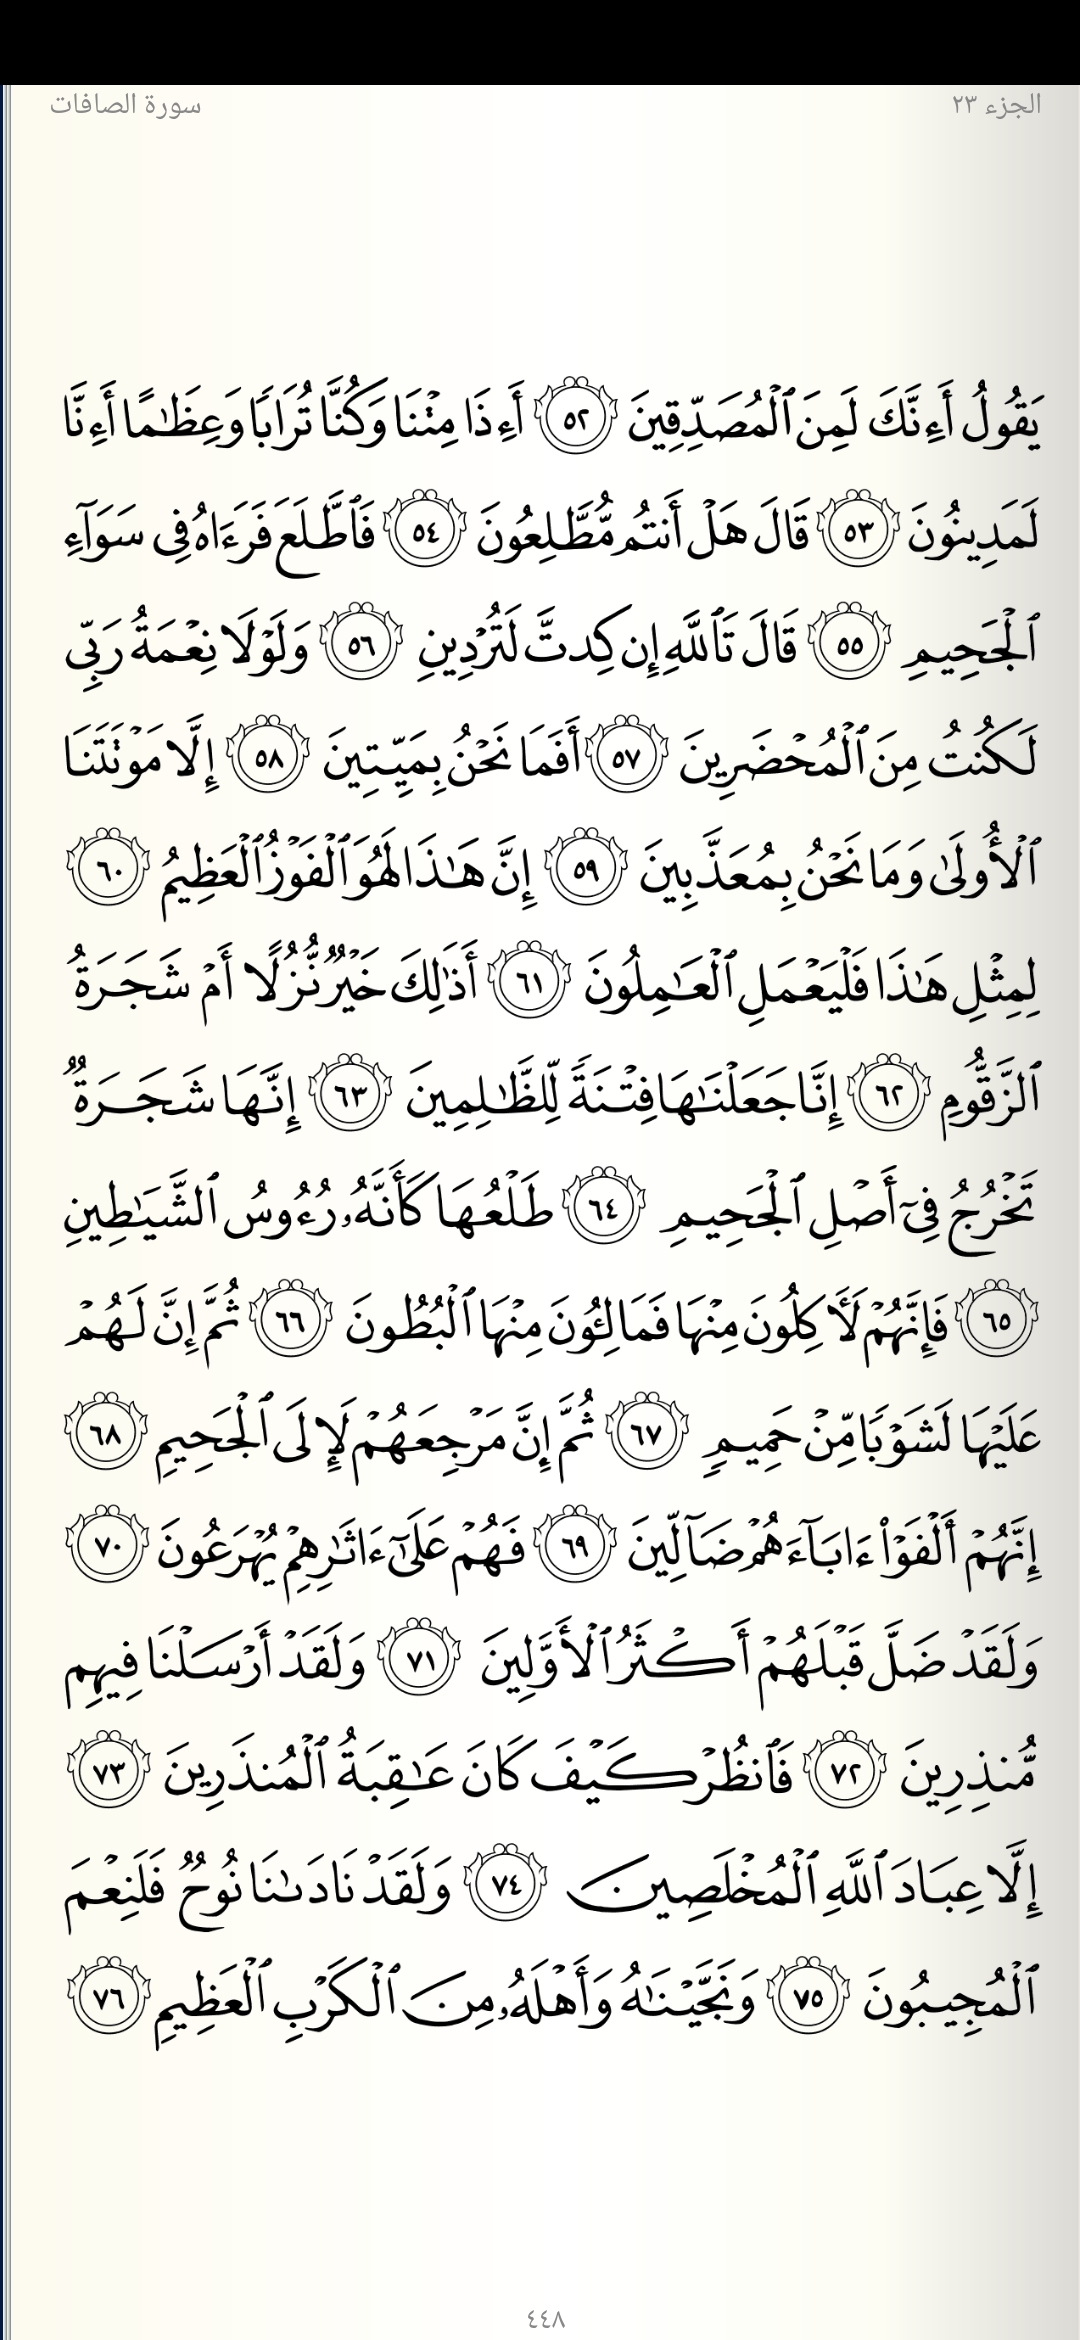 الجزء ٢٣
سورة الصافات
يَقُولُ أَءِنَّكَ لَمِنَ ٱلْمُصَدِّقِينَ ٥٢ أَءِذَا مِتْنَا وَكُنَّا تُرَابًا وَعِظَٰمًا أَءِنَّا
لَمَدِينُونَ ٥٣ قَالَ هَلْ أَنتُم مُّطَّلِعُونَ ٥٤ فَٱطَّلَعَ فَرَءَاهُ فِى سَوَآءِ
ٱلْجَحِيمِ ٥٥ قَالَ تَٱللَّهِ إِن كِدتَّ لَتُرْدِينِ ٥٦ وَلَوْلَا نِعْمَةُ رَبِّى
لَكُنتُ مِنَ ٱلْمُحْضَرِينَ ٥٧ أَفَمَا نَحْنُ بِمَيِّتِينَ ٥٨ إِلَّا مَوْتَتَنَا
ٱلْأُولَىٰ وَمَا نَحْنُ بِمُعَذَّبِينَ ٥٩ إِنَّ هَٰذَا لَهُوَ ٱلْفَوْزُ ٱلْعَظِيمُ ٦٠
لِمِثْلِ هَٰذَا فَلْيَعْمَلِ ٱلْعَٰمِلُونَ ٦١ أَذَٰلِكَ خَيْرٌ نُّزُلًا أَمْ شَجَرَةُ
ٱلزَّقُّومِ ٦٢ إِنَّا جَعَلْنَٰهَا فِتْنَةً لِّلظَّٰلِمِينَ ٦٣ إِنَّهَا شَجَرَةٌ
تَخْرُجُ فِىٓ أَصْلِ ٱلْجَحِيمِ ٦٤ طَلْعُهَا كَأَنَّهُۥ رُءُوسُ ٱلشَّيَٰطِينِ
٦٥ فَإِنَّهُمْ لَءَاكِلُونَ مِنْهَا فَمَالِـُٔونَ مِنْهَا ٱلْبُطُونَ ٦٦ ثُمَّ إِنَّ لَهُمْ
عَلَيْهَا لَشَوْبًا مِّنْ حَمِيمٍ ٦٧ ثُمَّ إِنَّ مَرْجِعَهُمْ لَإِلَى ٱلْجَحِيمِ ٦٨
إِنَّهُمْ أَلْفَوْا۟ ءَابَآءَهُمْ ضَآلِّينَ ٦٩ فَهُمْ عَلَىٰٓ ءَاثَٰرِهِمْ يُهْرَعُونَ ٧٠
وَلَقَدْ ضَلَّ قَبْلَهُمْ أَكْثَرُ ٱلْأَوَّلِينَ ٧١ وَلَقَدْ أَرْسَلْنَا فِيهِم
مُّنذِرِينَ ٧٢ فَٱنظُرْ كَيْفَ كَانَ عَٰقِبَةُ ٱلْمُنذَرِينَ ٧٣
إِلَّا عِبَادَ ٱللَّهِ ٱلْمُخْلَصِينَ ٧٤ وَلَقَدْ نَادَىٰنَا نُوحٌ فَلَنِعْمَ
ٱلْمُجِيبُونَ ٧٥ وَنَجَّيْنَٰهُ وَأَهْلَهُۥ مِنَ ٱلْكَرْبِ ٱلْعَظِيمِ ٧٦
٤٤٨